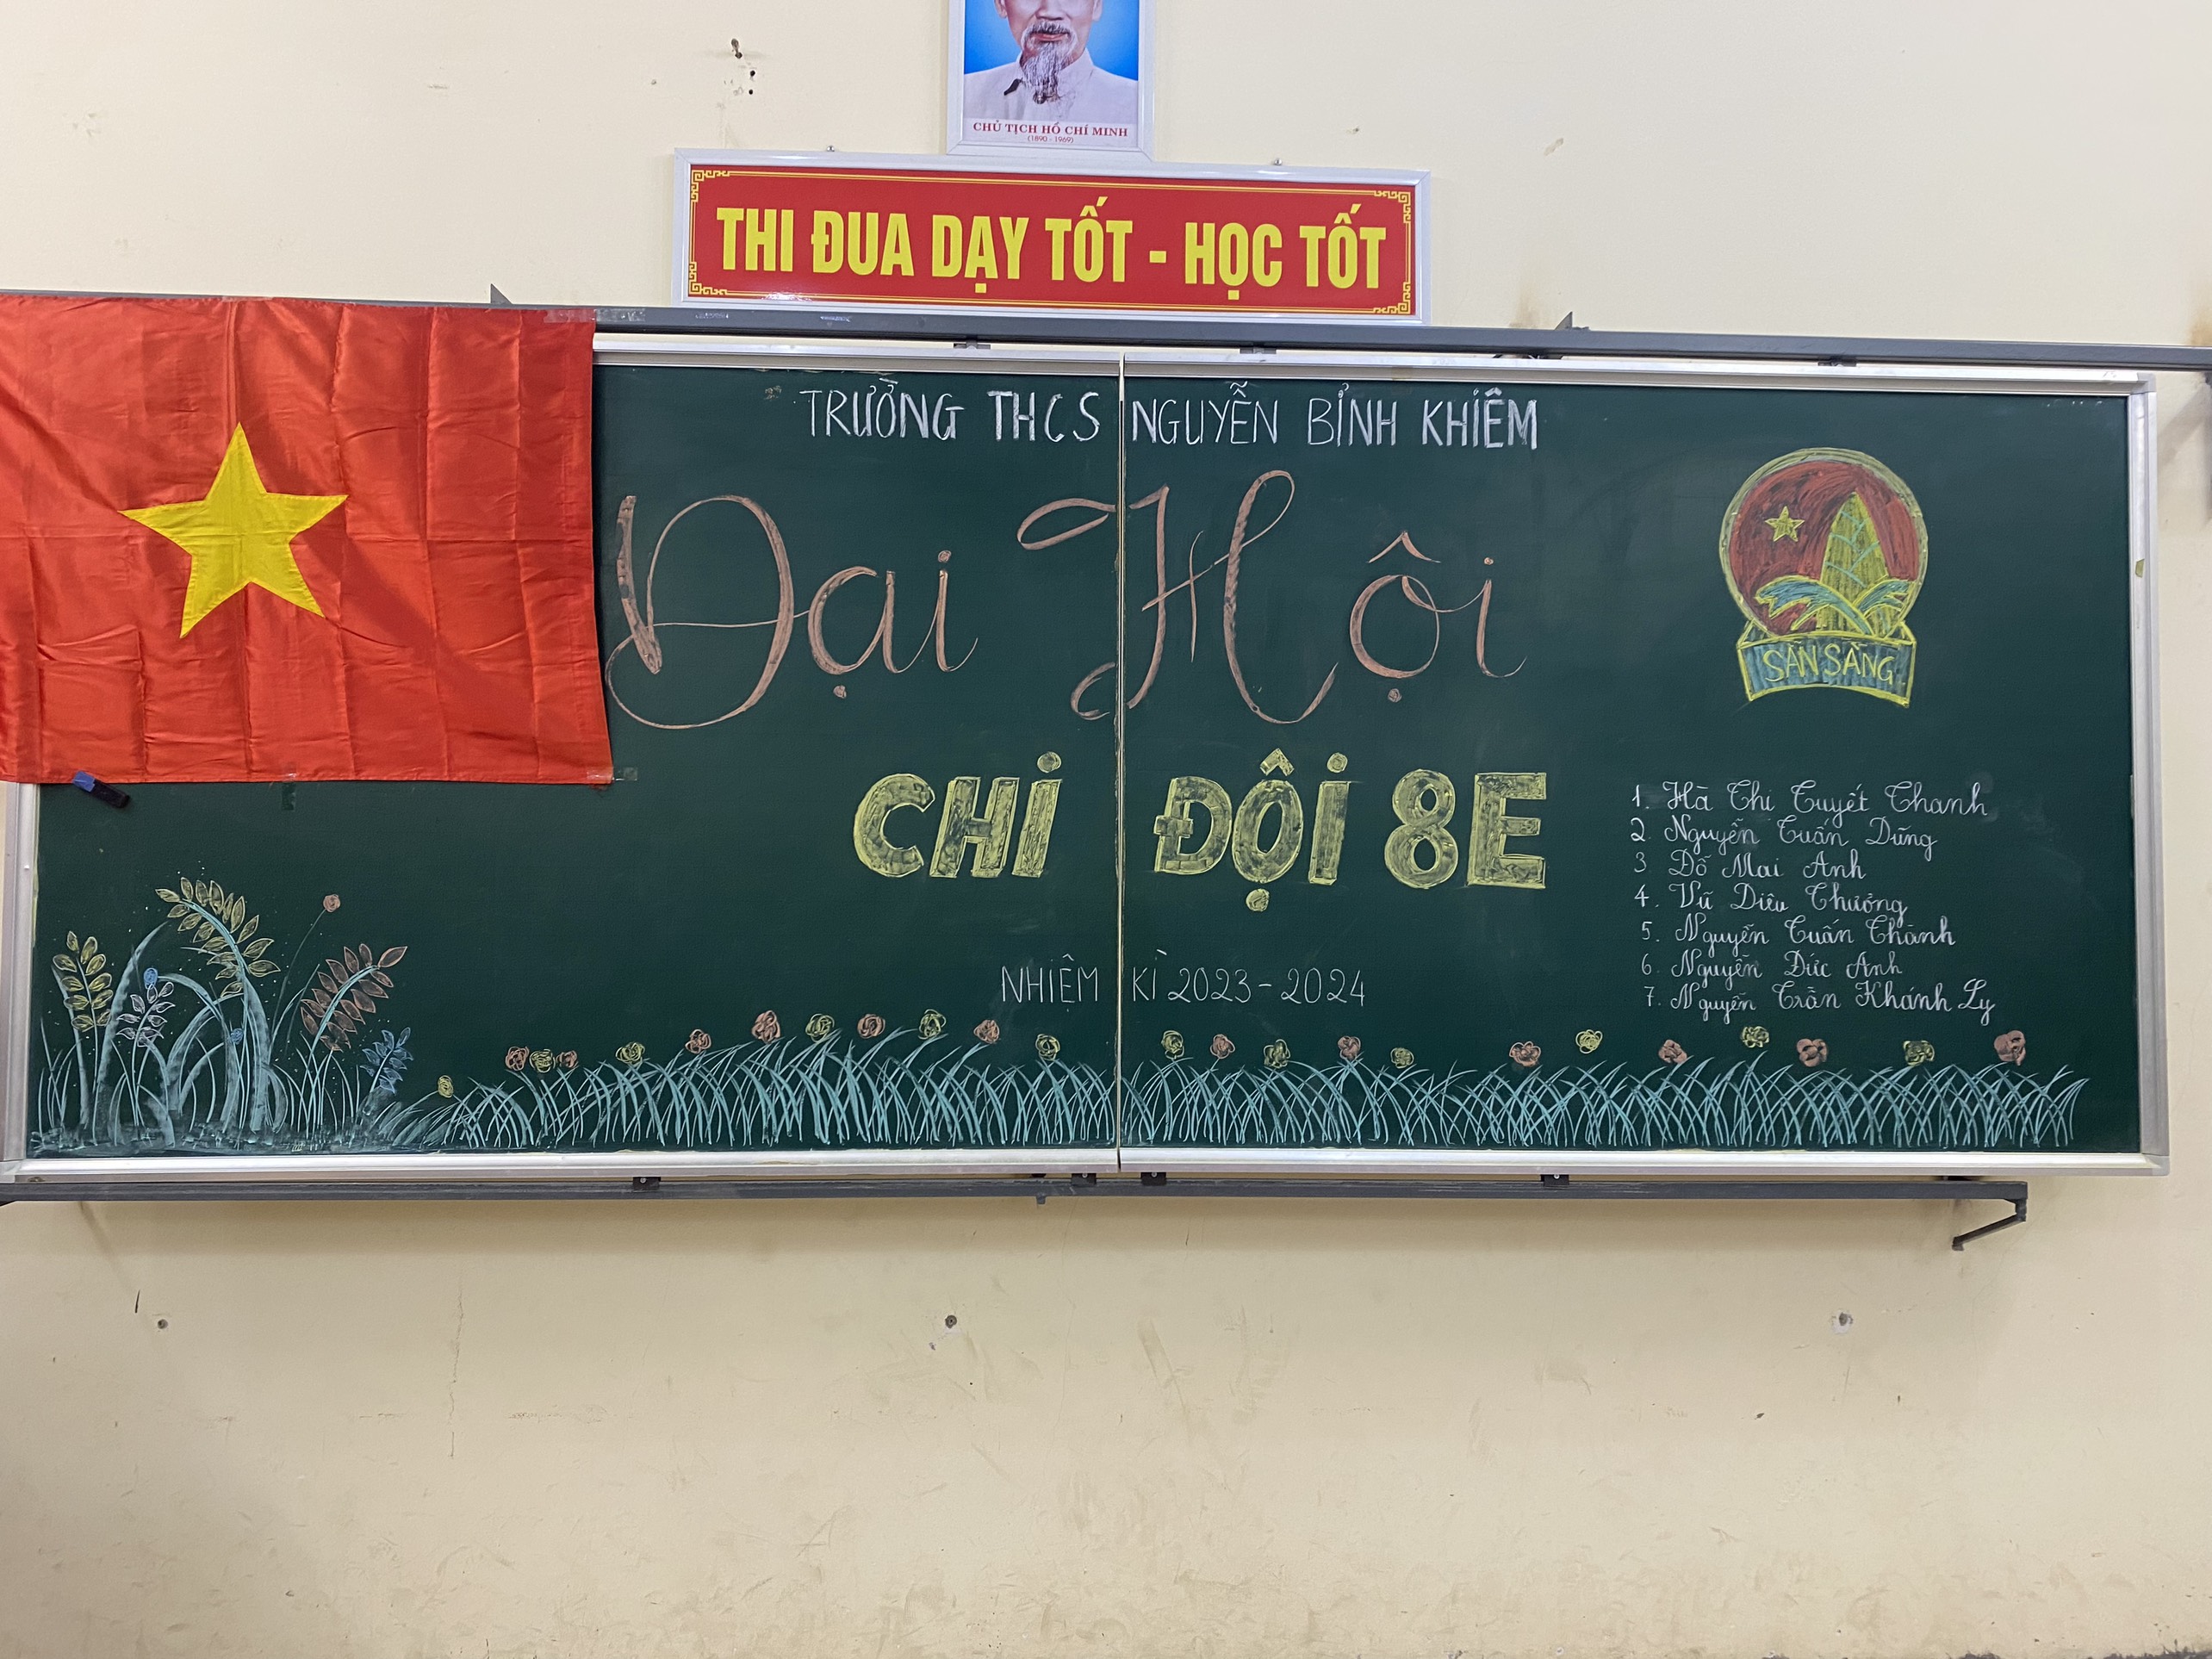 CHỦ TỊCH HỒ CHÍ MINH
(1890 - 1969)
THI ĐUA DẠY TỐT - HỌC TỐT
TRƯỜNG THCS NGUYỄN BỈNH KHIÊM
Đại Hội
CHI ĐỘI 8E
NHIỆM KÌ 2023-2024
SẴN SÀNG
1. Hà Thị Tuyết Thanh
2 Nguyễn Tuấn Dũng
3 Đỗ Mai Anh
4. Vũ Diệu Thương
5. Nguyễn Tuấn Thành
6 Nguyễn Đức Anh
7. Nguyễn Trần Khánh Ly